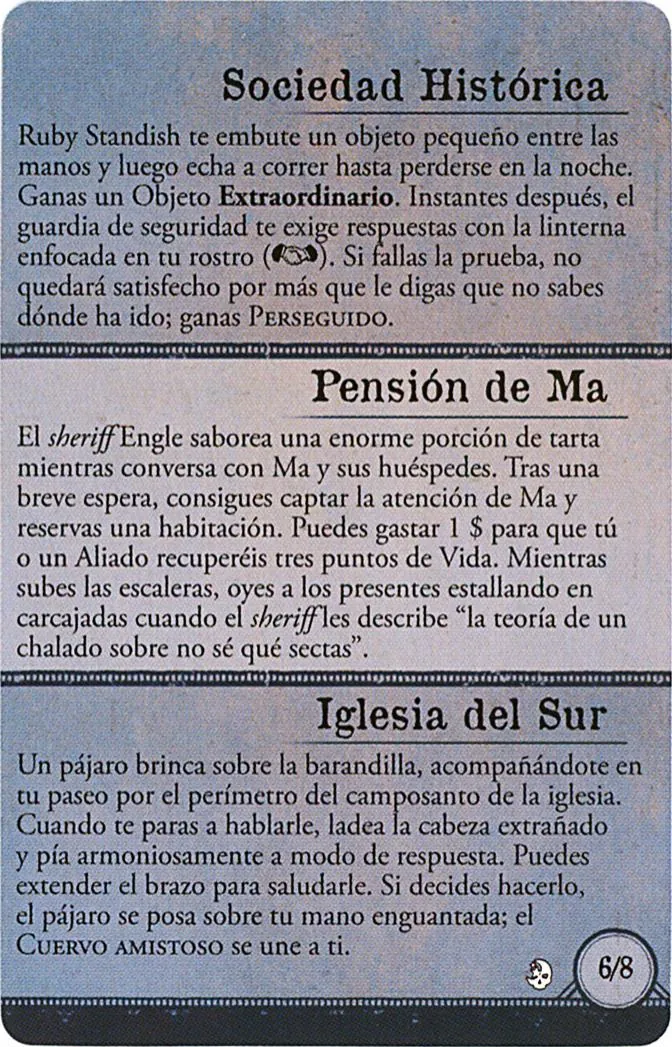 Sociedad Histórica
Ruby Standish te embute un objeto pequeño entre las
manos y luego echa a correr hasta perderse en la noche.
Ganas un Objeto Extraordinario. Instantes después, el
guardia de seguridad te exige respuestas con la linterna
enfocada en tu rostro (). Si fallas la prueba, no
quedará satisfecho por más que le digas que no sabes
dónde ha ido; ganas PERSEGUIDO.
Pensión de Ma
El sheriff Engle saborea una enorme porción de tarta
mientras conversa con Ma y sus huéspedes. Tras una
breve espera, consigues captar la atención de Ma y
reservas una habitación. Puedes gastar 1 $ para que tú
o un Aliado recuperéis tres puntos de Vida. Mientras
subes las escaleras, oyes a los presentes estallando en
carcajadas cuando el sheriff les describe “la teoría de un
chalado sobre no sé qué sectas”.
Iglesia del Sur
Un pájaro brinca sobre la barandilla, acompañándote en
tu paseo por el perímetro del camposanto de la iglesia.
Cuando te paras a hablarle, ladea la cabeza extrañado
y pía armoniosamente a modo de respuesta. Puedes
extender el brazo para saludarle. Si decides hacerlo,
el pájaro se posa sobre tu mano enguantada; el
CUERVO AMISTOSO se une a ti.
6/8